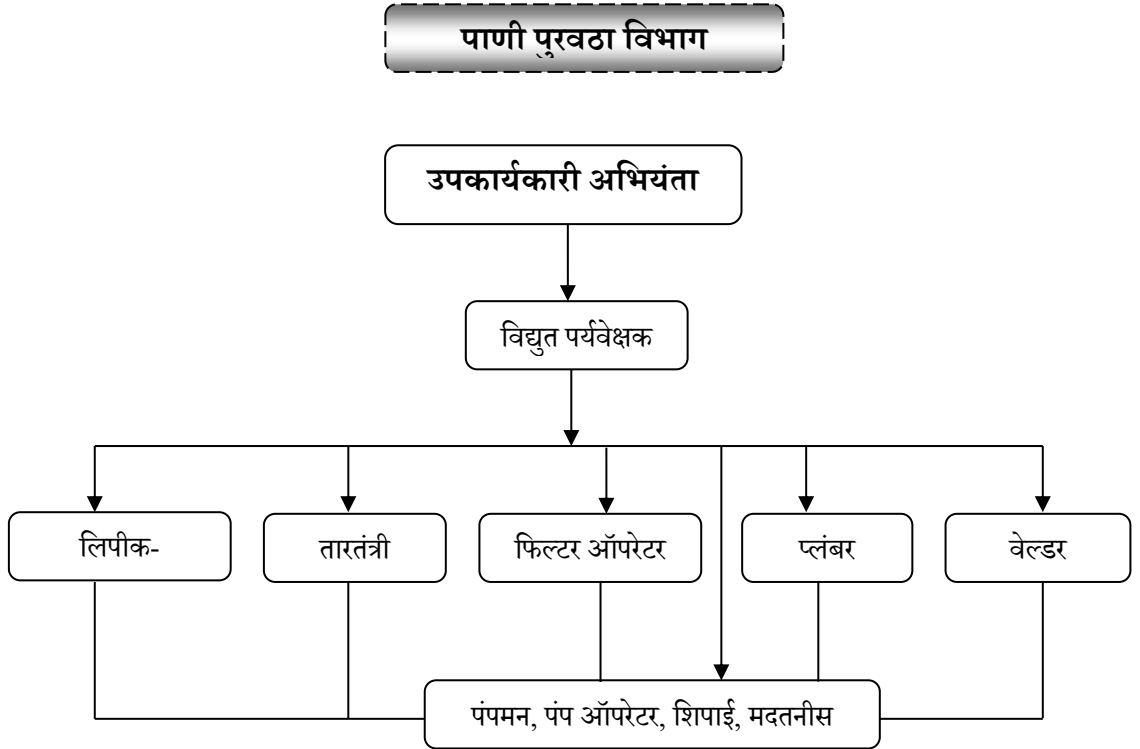 पाणी पुरवठा विभाग
उपकार्यकारी अभियंता
विद्युत पर्यवेक्षक
लिपीक-
तारतंत्री
फिल्टर ऑपरेटर
प्लंबर
वेल्डर
पंपमन, पंप ऑपरेटर, शिपाई, मदतनीस